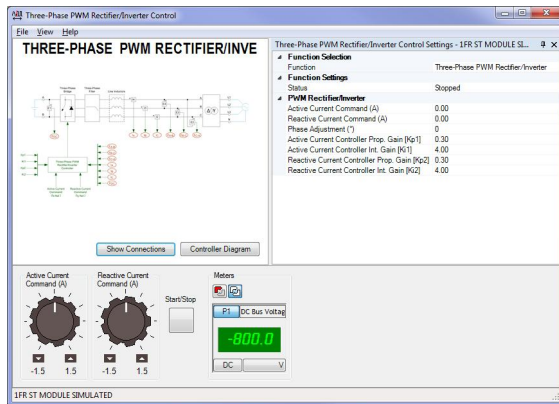 Three-Phase PWM Rectifier/Inverter Control
File View Help
THREE-PHASE PWM RECTIFIER/INVE
Show Connections
Controller Diagram
Three-Phase PWM Rectifier/Inverter Control Settings - 1FR ST MODULE SI...
Function Selection
Function Three-Phase PWM Rectifier/Inverter
Function Settings
Status Stopped
PWM Rectifier/Inverter
Active Current Command (A) 0.00
Reactive Current Command (A) 0.00
Phase Adjustment (°) 0
Active Current Controller Prop. Gain [Kp1] 0.30
Active Current Controller Int. Gain [Ki1] 4.00
Reactive Current Controller Prop. Gain [Kp2] 0.30
Reactive Current Controller Int. Gain [Ki2] 4.00
Active Current
Command (A)
-1.5 1.5
Reactive Current
Command (A)
-1.5 1.5
Start/Stop
Meters
P1 DC Bus Voltag
-800.0
DC V
1FR ST MODULE SIMULATED